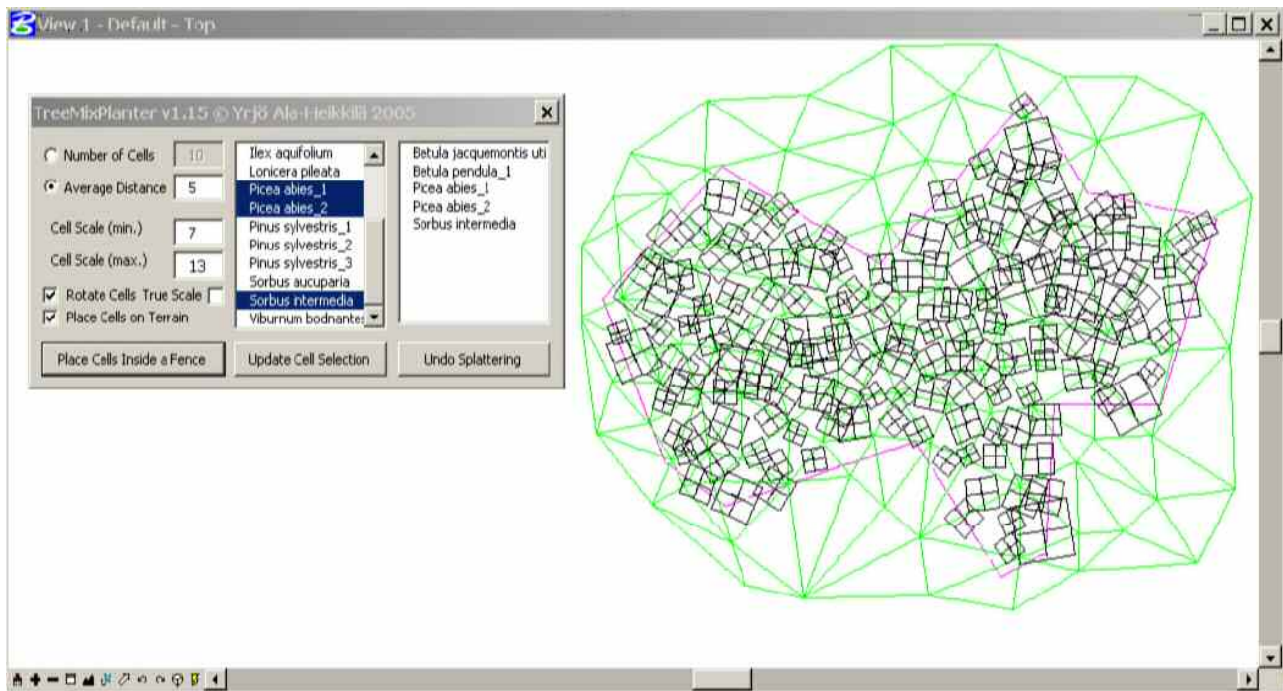 View 1 - Default - Top
TreeMixPlanter v1.15 © Yrjö Ala-Heikkilä 2005
Number of Cells 10
Average Distance 5
Cell Scale (min.) 7
Cell Scale (max.) 13
Rotate Cells True Scale
Place Cells on Terrain
Ilex aquifolium
Lonicera pileata
Picea abies_1
Picea abies_2
Pinus sylvestris_1
Pinus sylvestris_2
Pinus sylvestris_3
Sorbus aucuparia
Sorbus intermedia
Viburnum bodnantes
Betula jacquemontis uti
Betula pendula_1
Picea abies_1
Picea abies_2
Sorbus intermedia
Place Cells Inside a Fence
Update Cell Selection
Undo Splattering